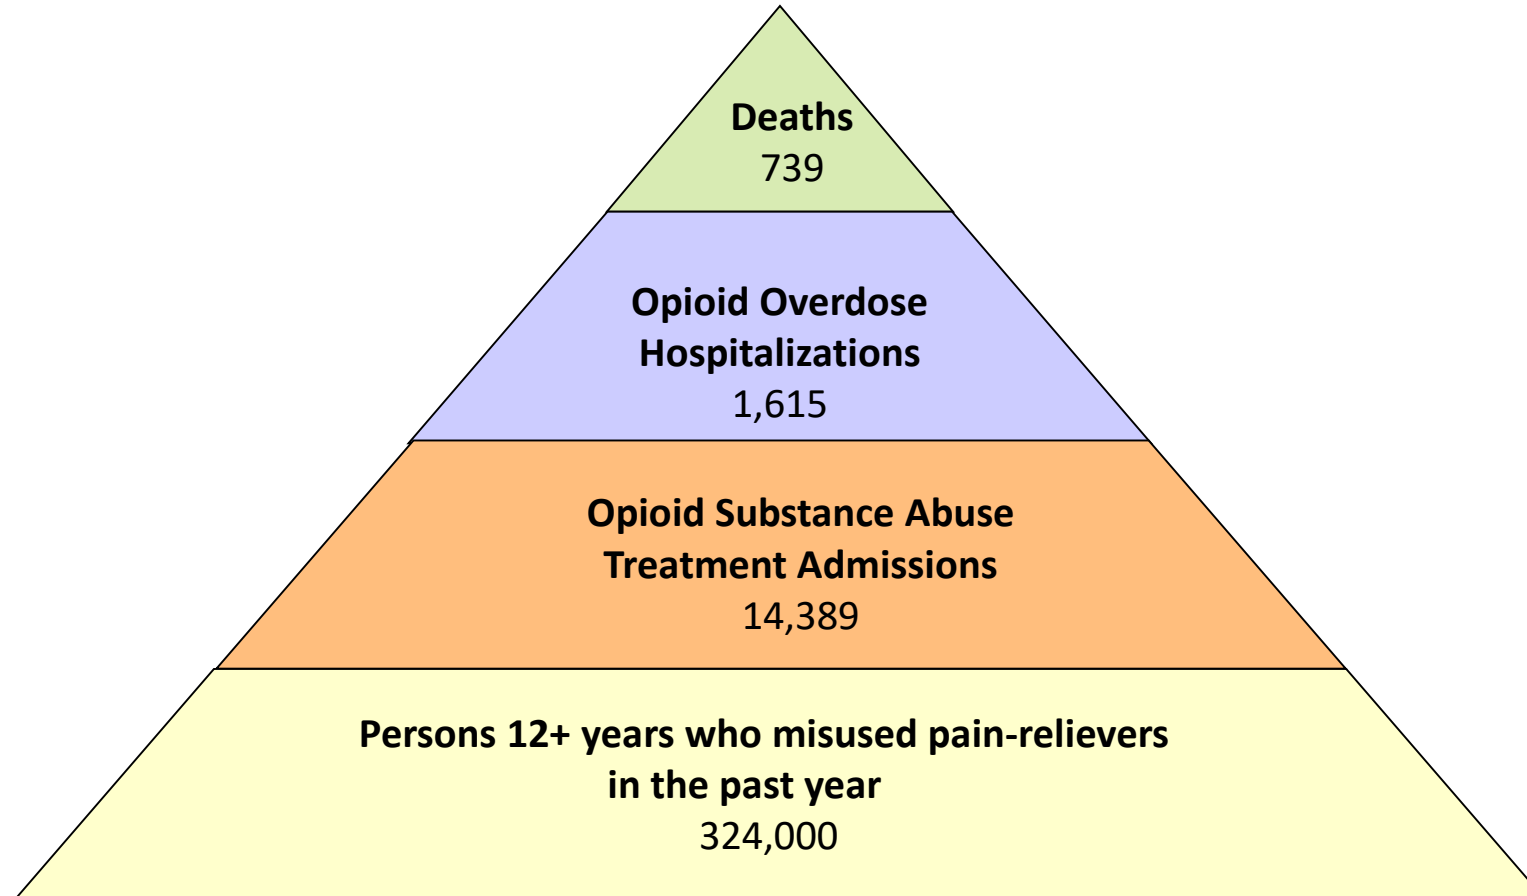 Deaths
739
Opioid Overdose
Hospitalizations
1,615
Opioid Substance Abuse
Treatment Admissions
14,389
Persons 12+ years who misused pain-relievers
in the past year
324,000